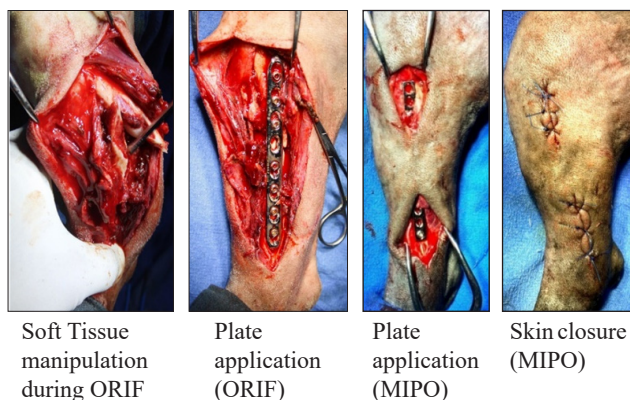 Soft Tissue
manipulation
during ORIF
Plate
application
(ORIF)
Plate
application
(MIPO)
Skin closure
(MIPO)